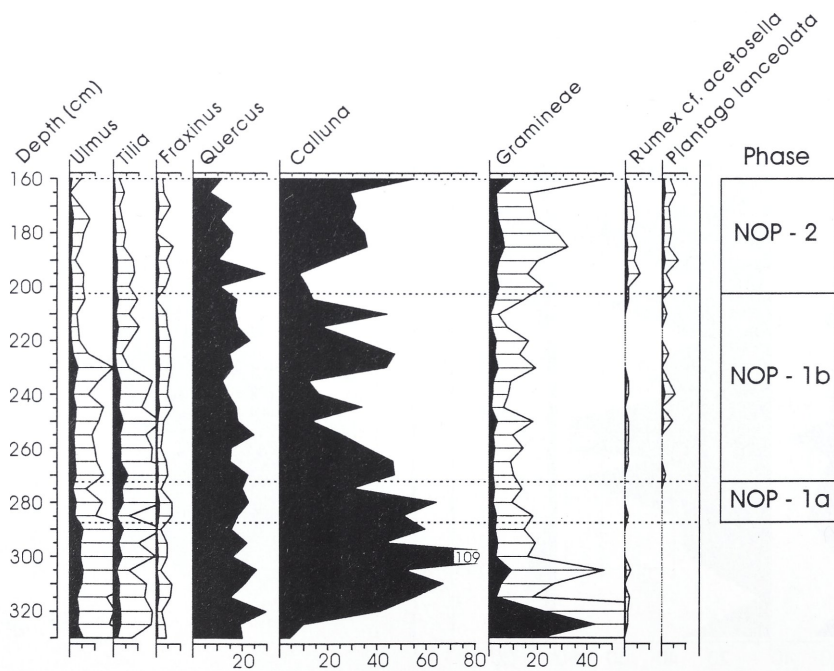 Depth (cm)
Ulmus
Tilia
Fraxinus
Quercus
Calluna
Gramineae
Rumex cf. acetosella
Plantago lanceolata
Phase
160
180
200
220
240
260
280
300
320
NOP - 2
NOP - 1b
NOP - 1a
109
20
20 40 60 80
20 40